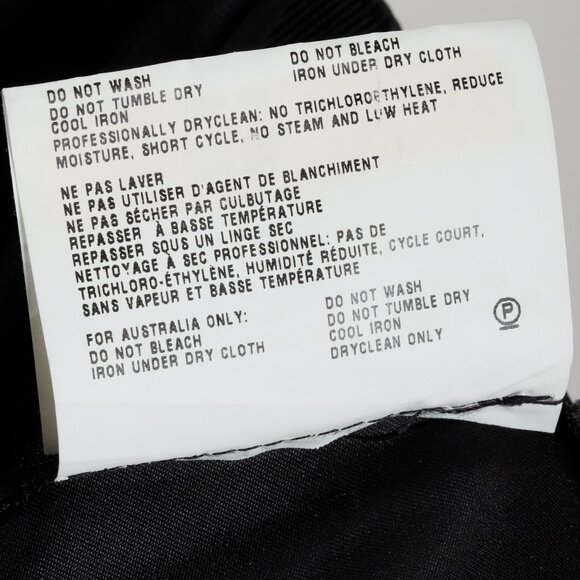 DO NOT WASH DO NOT BLEACH
DO NOT TUMBLE DRY IRON UNDER DRY CLOTH
COOL IRON
PROFESSIONALLY DRYCLEAN: NO TRICHLOROETHYLENE, REDUCE
MOISTURE, SHORT CYCLE, NO STEAM AND LOW HEAT
NE PAS LAVER
NE PAS UTILISER D'AGENT DE BLANCHIMENT
NE PAS SÉCHER PAR CULBUTAGE
REPASSER À BASSE TEMPÉRATURE
REPASSER SOUS UN LINGE SEC
NETTOYAGE À SEC PROFESSIONNEL: PAS DE
TRICHLORO-ÉTHYLÈNE, HUMIDITÉ RÉDUITE, CYCLE COURT,
SANS VAPEUR ET BASSE TEMPÉRATURE
FOR AUSTRALIA ONLY: DO NOT WASH
DO NOT BLEACH DO NOT TUMBLE DRY
IRON UNDER DRY CLOTH COOL IRON
DRYCLEAN ONLY
P